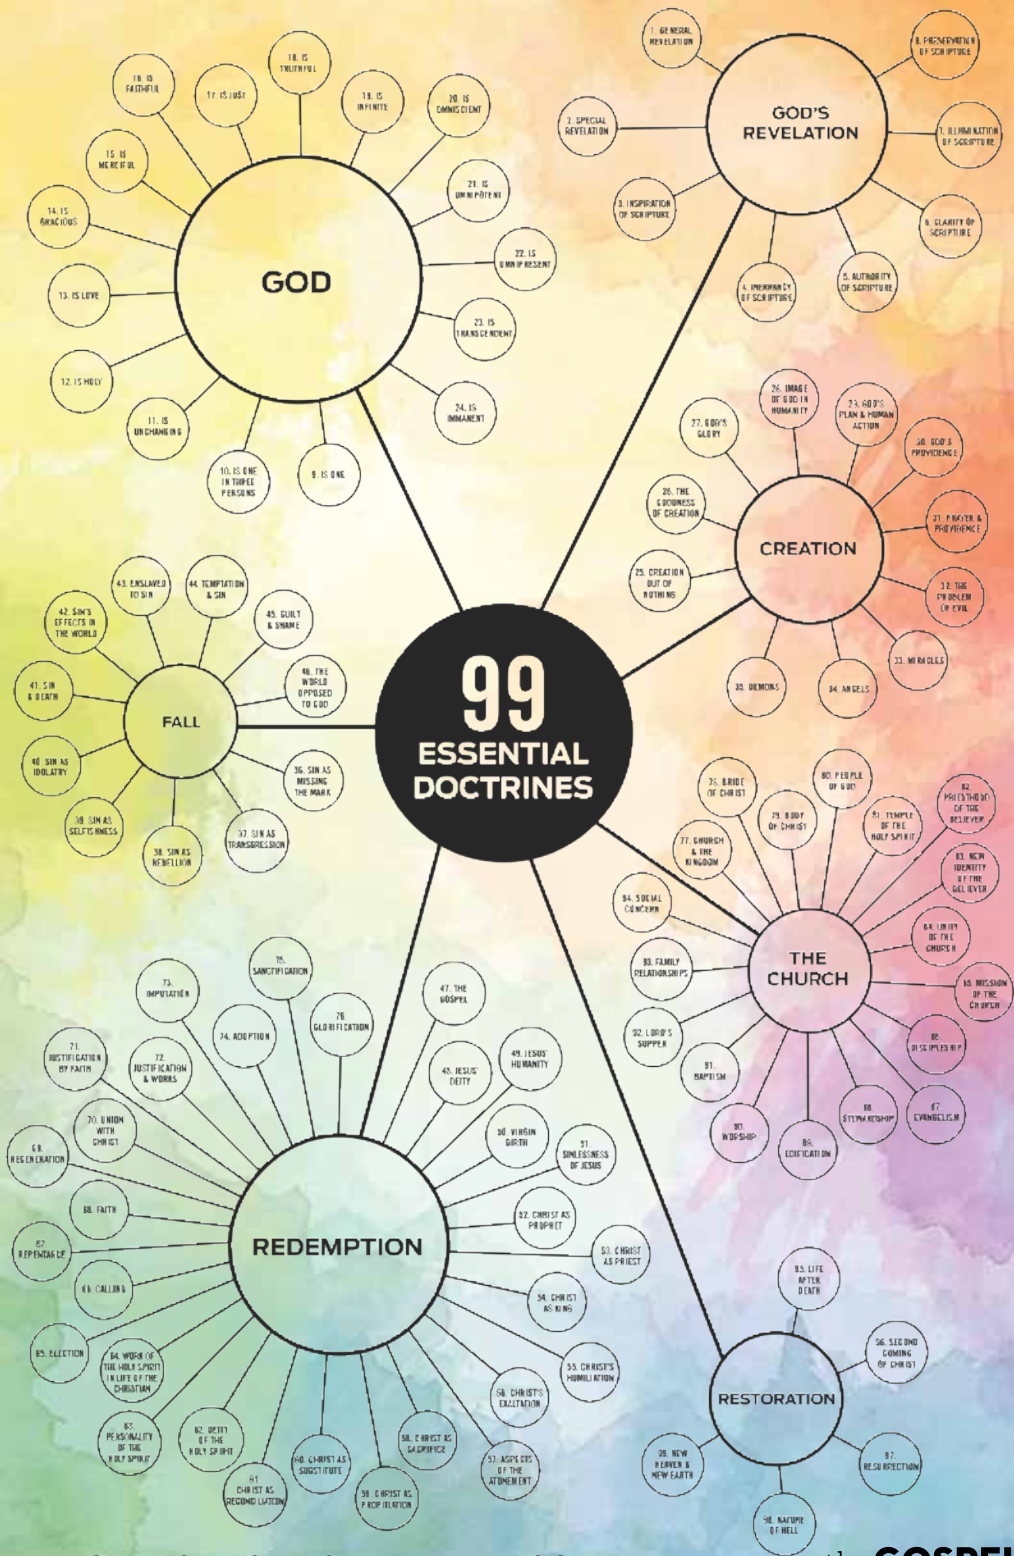 99
ESSENTIAL
DOCTRINES
GOD'S
REVELATION
1. GENERAL
REVELATION
2. SPECIAL
REVELATION
3. INSPIRATION
OF SCRIPTURE
4. INERRANCY
OF SCRIPTURE
5. AUTHORITY
OF SCRIPTURE
6. CLARITY OF
SCRIPTURE
7. ILLUMINATION
OF SCRIPTURE
8. PRESERVATION
OF SCRIPTURE
GOD
9. IS ONE
10. IS ONE
IN THREE
PERSONS
11. IS
UNCHANGING
12. IS HOLY
13. IS LOVE
14. IS
GRACIOUS
15. IS
MERCIFUL
16. IS
FAITHFUL
17. IS JUST
18. IS
TRUTHFUL
19. IS
INFINITE
20. IS
OMNISCIENT
21. IS
OMNIPOTENT
22. IS
OMNIPRESENT
23. IS
TRANSCENDENT
24. IS
IMMANENT
CREATION
25. CREATION
OUT OF
NOTHING
26. THE
GOODNESS
OF CREATION
27. GOD'S
GLORY
IMAGE
OF GOD IN
HUMANITY
29. GOD'S
PLAN & HUMAN
ACTION
30. GOD'S
PROVIDENCE
31. PRAYER &
PROVIDENCE
32. THE
PROBLEM
OF EVIL
33. MIRACLES
34. ANGELS
35. DEMONS
FALL
36. SIN AS
MISSING
THE MARK
37. SIN AS
TRANSGRESSION
38. SIN AS
REBELLION
39. SIN AS
SELFISHNESS
40. SIN AS
IDOLATRY
41. SIN
& DEATH
42. SIN'S
EFFECTS IN
THE WORLD
43. ENSLAVED
TO SIN
44. TEMPTATION
& SIN
45. GUILT
& SHAME
46. THE
WORLD
OPPOSED
TO GOD
REDEMPTION
47. THE
GOSPEL
48. JESUS'
DEITY
49. JESUS'
HUMANITY
50. VIRGIN
BIRTH
51.
SINLESSNESS
OF JESUS
52. CHRIST AS
PROPHET
53. CHRIST
AS PRIEST
54. CHRIST
AS KING
55. CHRIST'S
HUMILIATION
56. CHRIST'S
EXALTATION
57. ASPECTS
OF THE
ATONEMENT
58. CHRIST AS
SACRIFICE
59. CHRIST AS
PROPITIATION
60. CHRIST AS
SUBSTITUTE
61.
CHRIST AS
RECONCILIATION
62. DEITY
OF THE
HOLY SPIRIT
63.
PERSONALITY
OF THE
HOLY SPIRIT
64. WORK OF
THE HOLY SPIRIT
IN LIFE OF THE
CHRISTIAN
65. ELECTION
66. CALLING
67.
REPENTANCE
68. FAITH
69.
REGENERATION
70. UNION
WITH
CHRIST
71.
JUSTIFICATION
BY FAITH
72.
JUSTIFICATION
& WORKS
73.
IMPUTATION
74. ADOPTION
75.
SANCTIFICATION
76.
GLORIFICATION
THE
CHURCH
77. CHURCH
& THE
KINGDOM
BRIDE
OF CHRIST
79. BODY
OF CHRIST
80. PEOPLE
OF GOD
81. TEMPLE
OF THE
HOLY SPIRIT
82.
PRIESTHOOD
OF THE
BELIEVER
83. NEW
IDENTITY
OF THE
BELIEVER
84. UNITY
OF THE
CHURCH
85. MISSION
OF THE
CHURCH
86.
DISCIPLESHIP
87.
EVANGELISM
88.
STEWARDSHIP
89.
EDIFICATION
90.
WORSHIP
91.
BAPTISM
92. LORD'S
SUPPER
93. FAMILY
RELATIONSHIPS
94. SOCIAL
CONCERN
RESTORATION
95. LIFE
AFTER
DEATH
96. SECOND
COMING
OF CHRIST
97.
RESURRECTION
98. NATURE
OF HELL
99. NEW
HEAVEN &
NEW EARTH